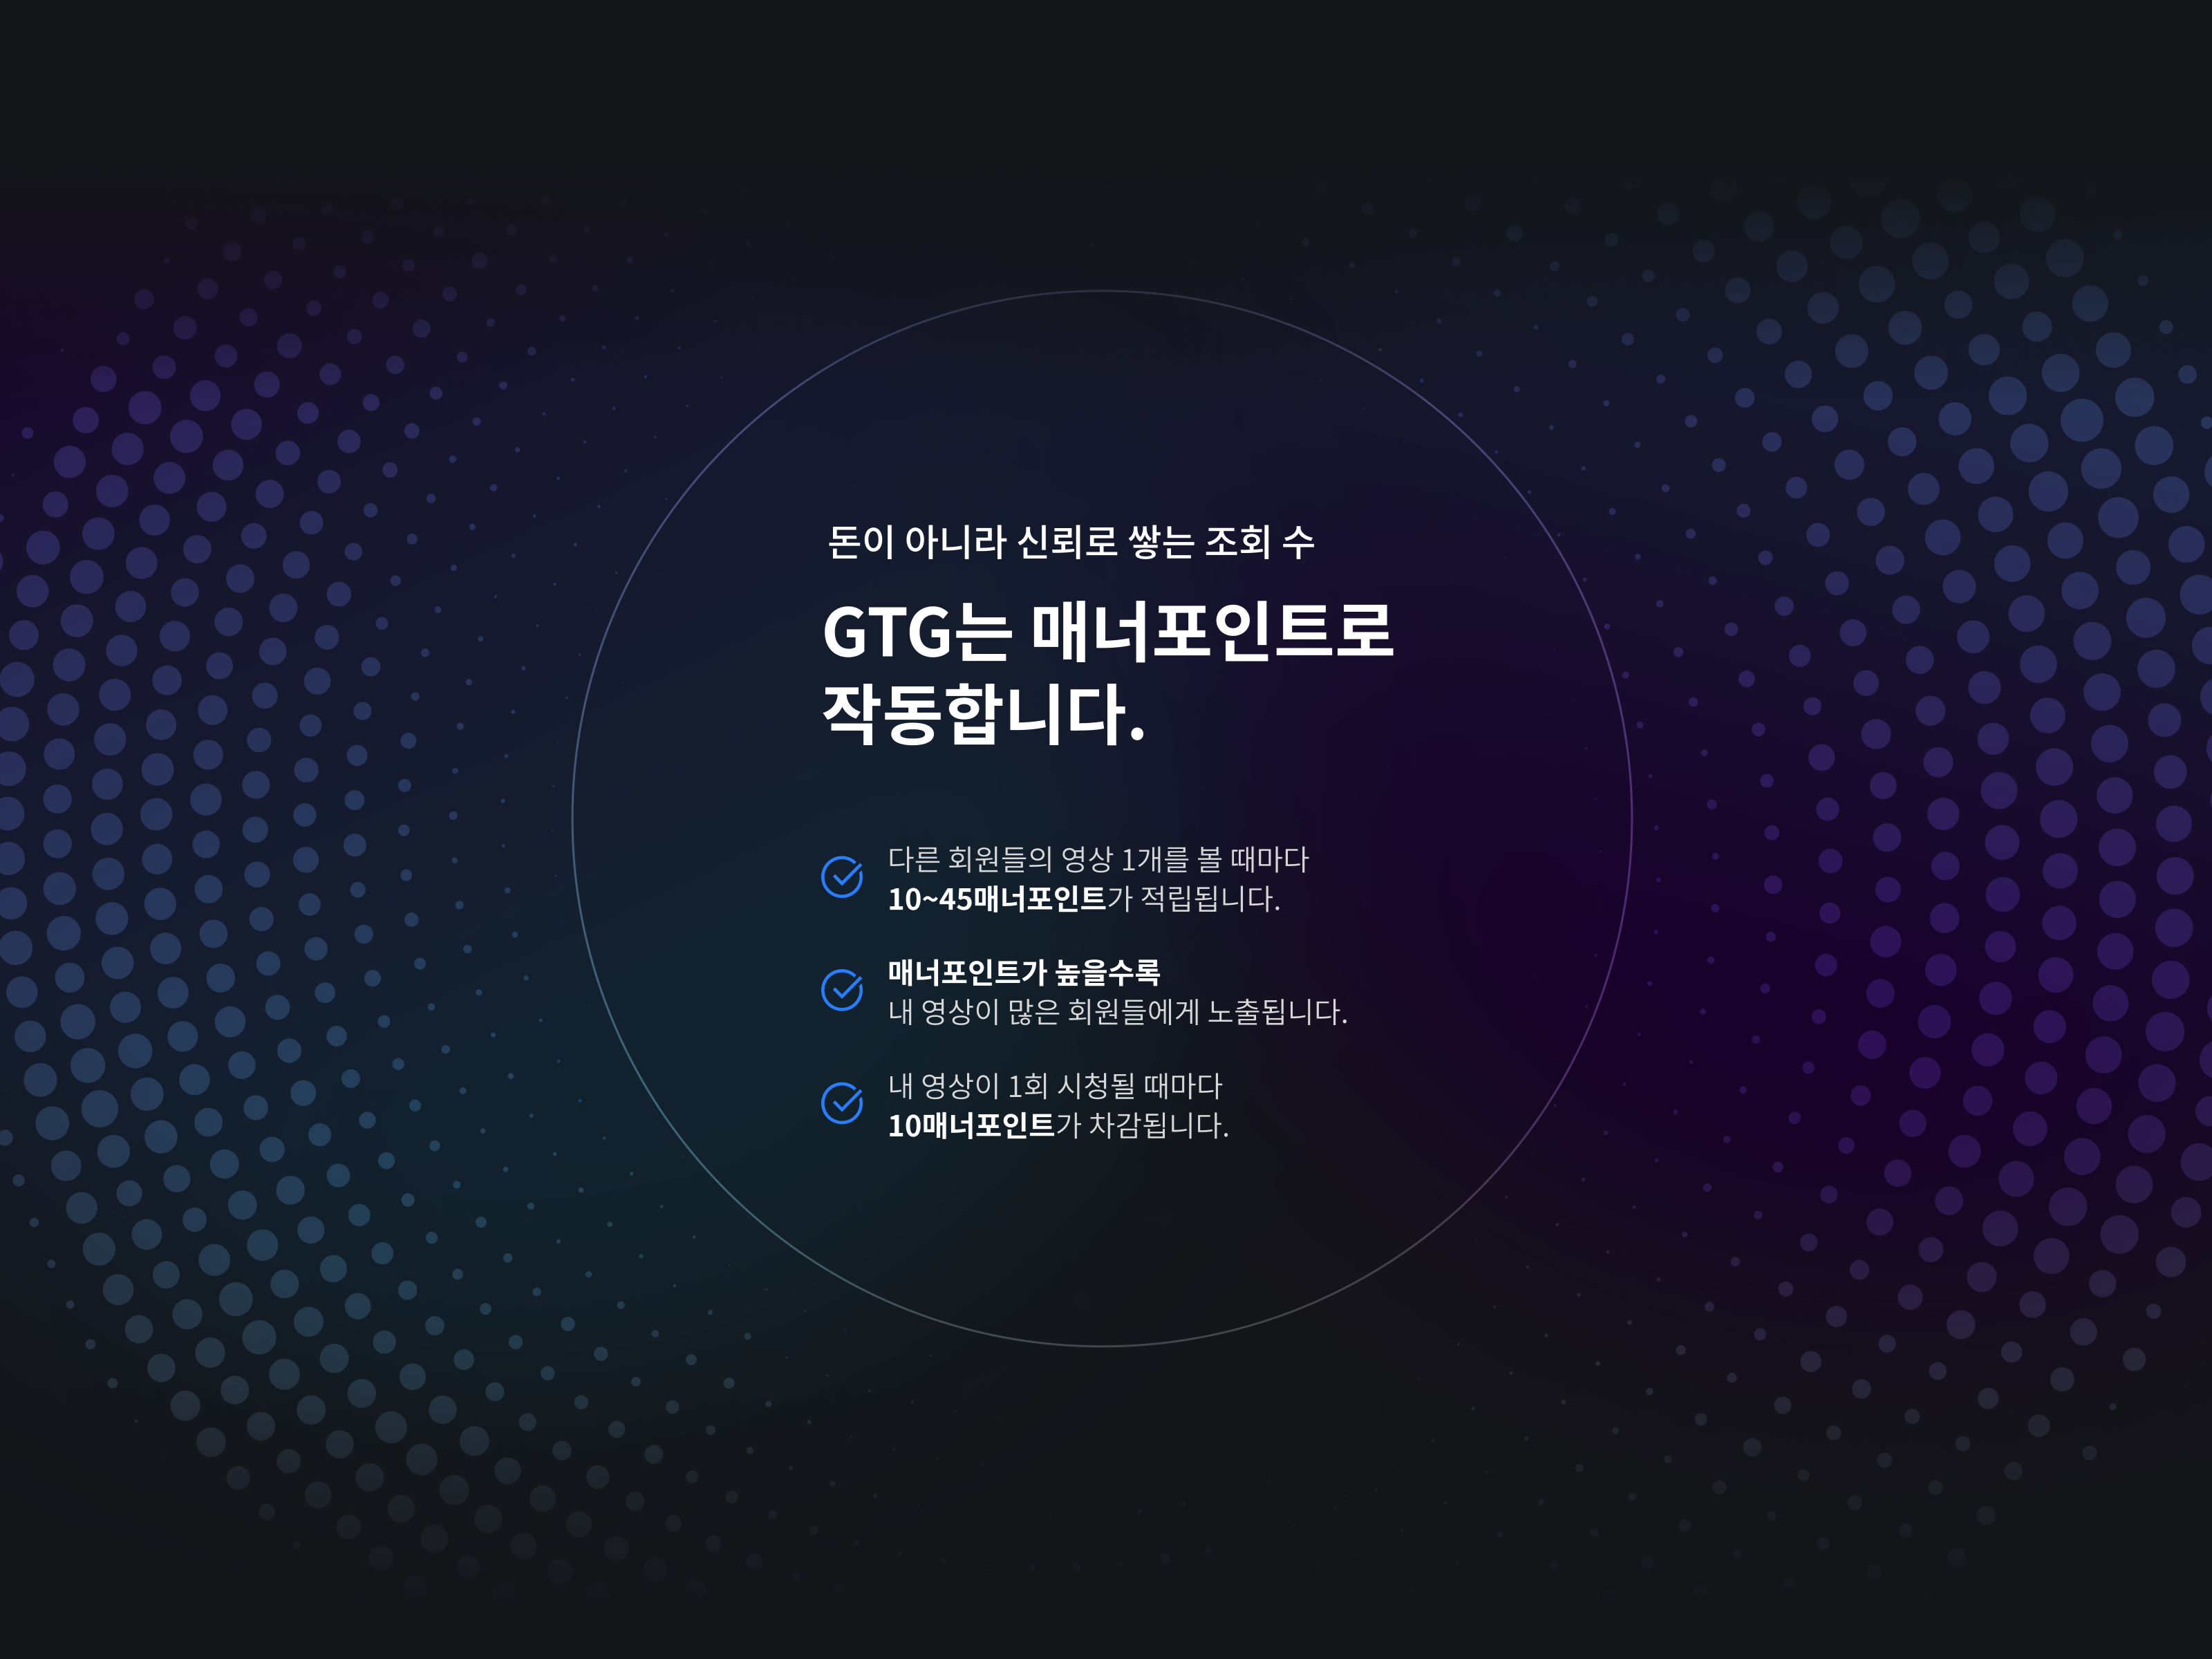 돈이 아니라 신뢰로 쌓는 조회 수
GTG는 매너포인트로
작동합니다.
다른 회원들의 영상 1개를 볼 때마다
10~45매너포인트가 적립됩니다.
매너포인트가 높을수록
내 영상이 많은 회원들에게 노출됩니다.
내 영상이 1회 시청될 때마다
10매너포인트가 차감됩니다.